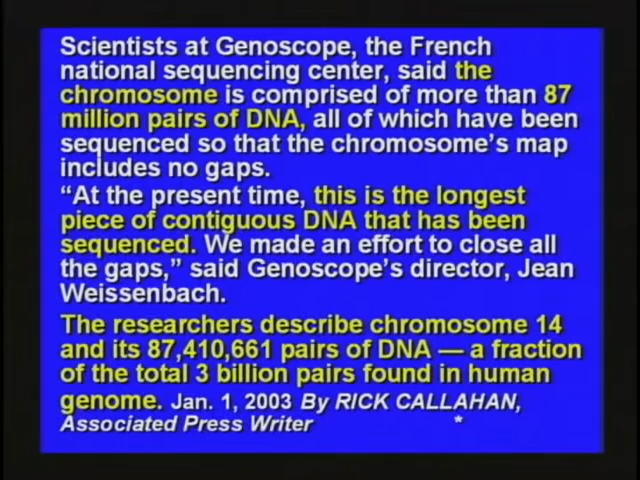 Scientists at Genoscope, the French
national sequencing center, said the
chromosome is comprised of more than 87
million pairs of DNA, all of which have been
sequenced so that the chromosome's map
includes no gaps.
"At the present time, this is the longest
piece of contiguous DNA that has been
sequenced. We made an effort to close all
the gaps," said Genoscope's director, Jean
Weissenbach.
The researchers describe chromosome 14
and its 87,410,661 pairs of DNA — a fraction
of the total 3 billion pairs found in human
genome. Jan. 1, 2003 By RICK CALLAHAN,
Associated Press Writer *